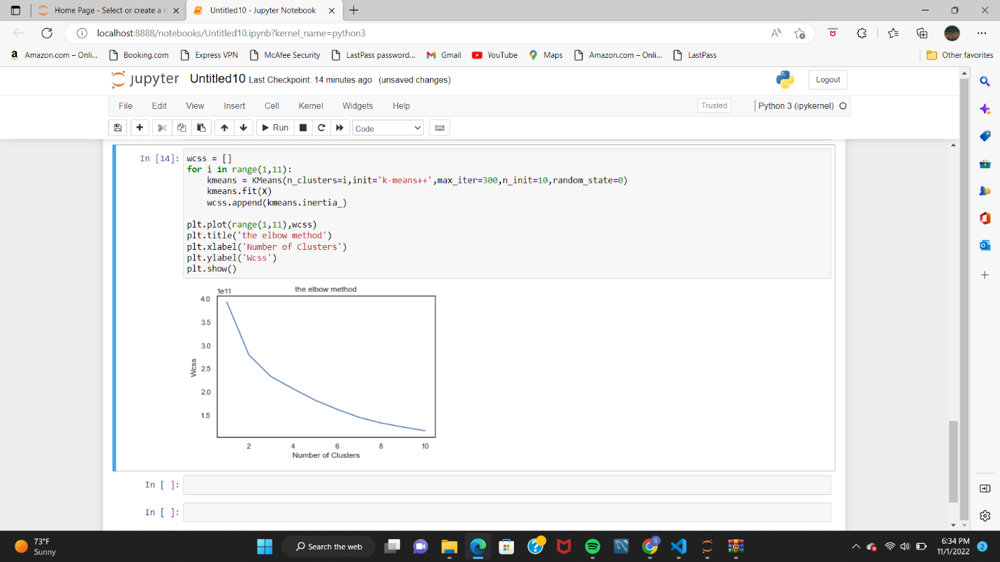 Home Page - Select or create a n
Untitled10 - Jupyter Notebook
localhost:8888/notebooks/Untitled10.ipynb?kernel_name=python3
Amazon.com – Onli...
Booking.com
Express VPN
McAfee Security
LastPass password...
Gmail
YouTube
Maps
Amazon.com – Onli...
LastPass
Other favorites
jupyter Untitled10 Last Checkpoint: 14 minutes ago (unsaved changes)
Logout
File Edit View Insert Cell Kernel Widgets Help
Trusted
Python 3 (ipykernel)
Run
Code
In [14]:
wcss = []
for i in range(1,11):
    kmeans = KMeans(n_clusters=i,init='k-means++',max_iter=300,n_init=10,random_state=0)
    kmeans.fit(X)
    wcss.append(kmeans.inertia_)
plt.plot(range(1,11),wcss)
plt.title('the elbow method')
plt.xlabel('Number of Clusters')
plt.ylabel('Wcss')
plt.show()
1e11
the elbow method
4.0
3.5
3.0
2.5
2.0
1.5
Wcss
2 4 6 8 10
Number of Clusters
In [ ]:
In [ ]:
73°F
Sunny
Search the web
6:34 PM
11/1/2022
2